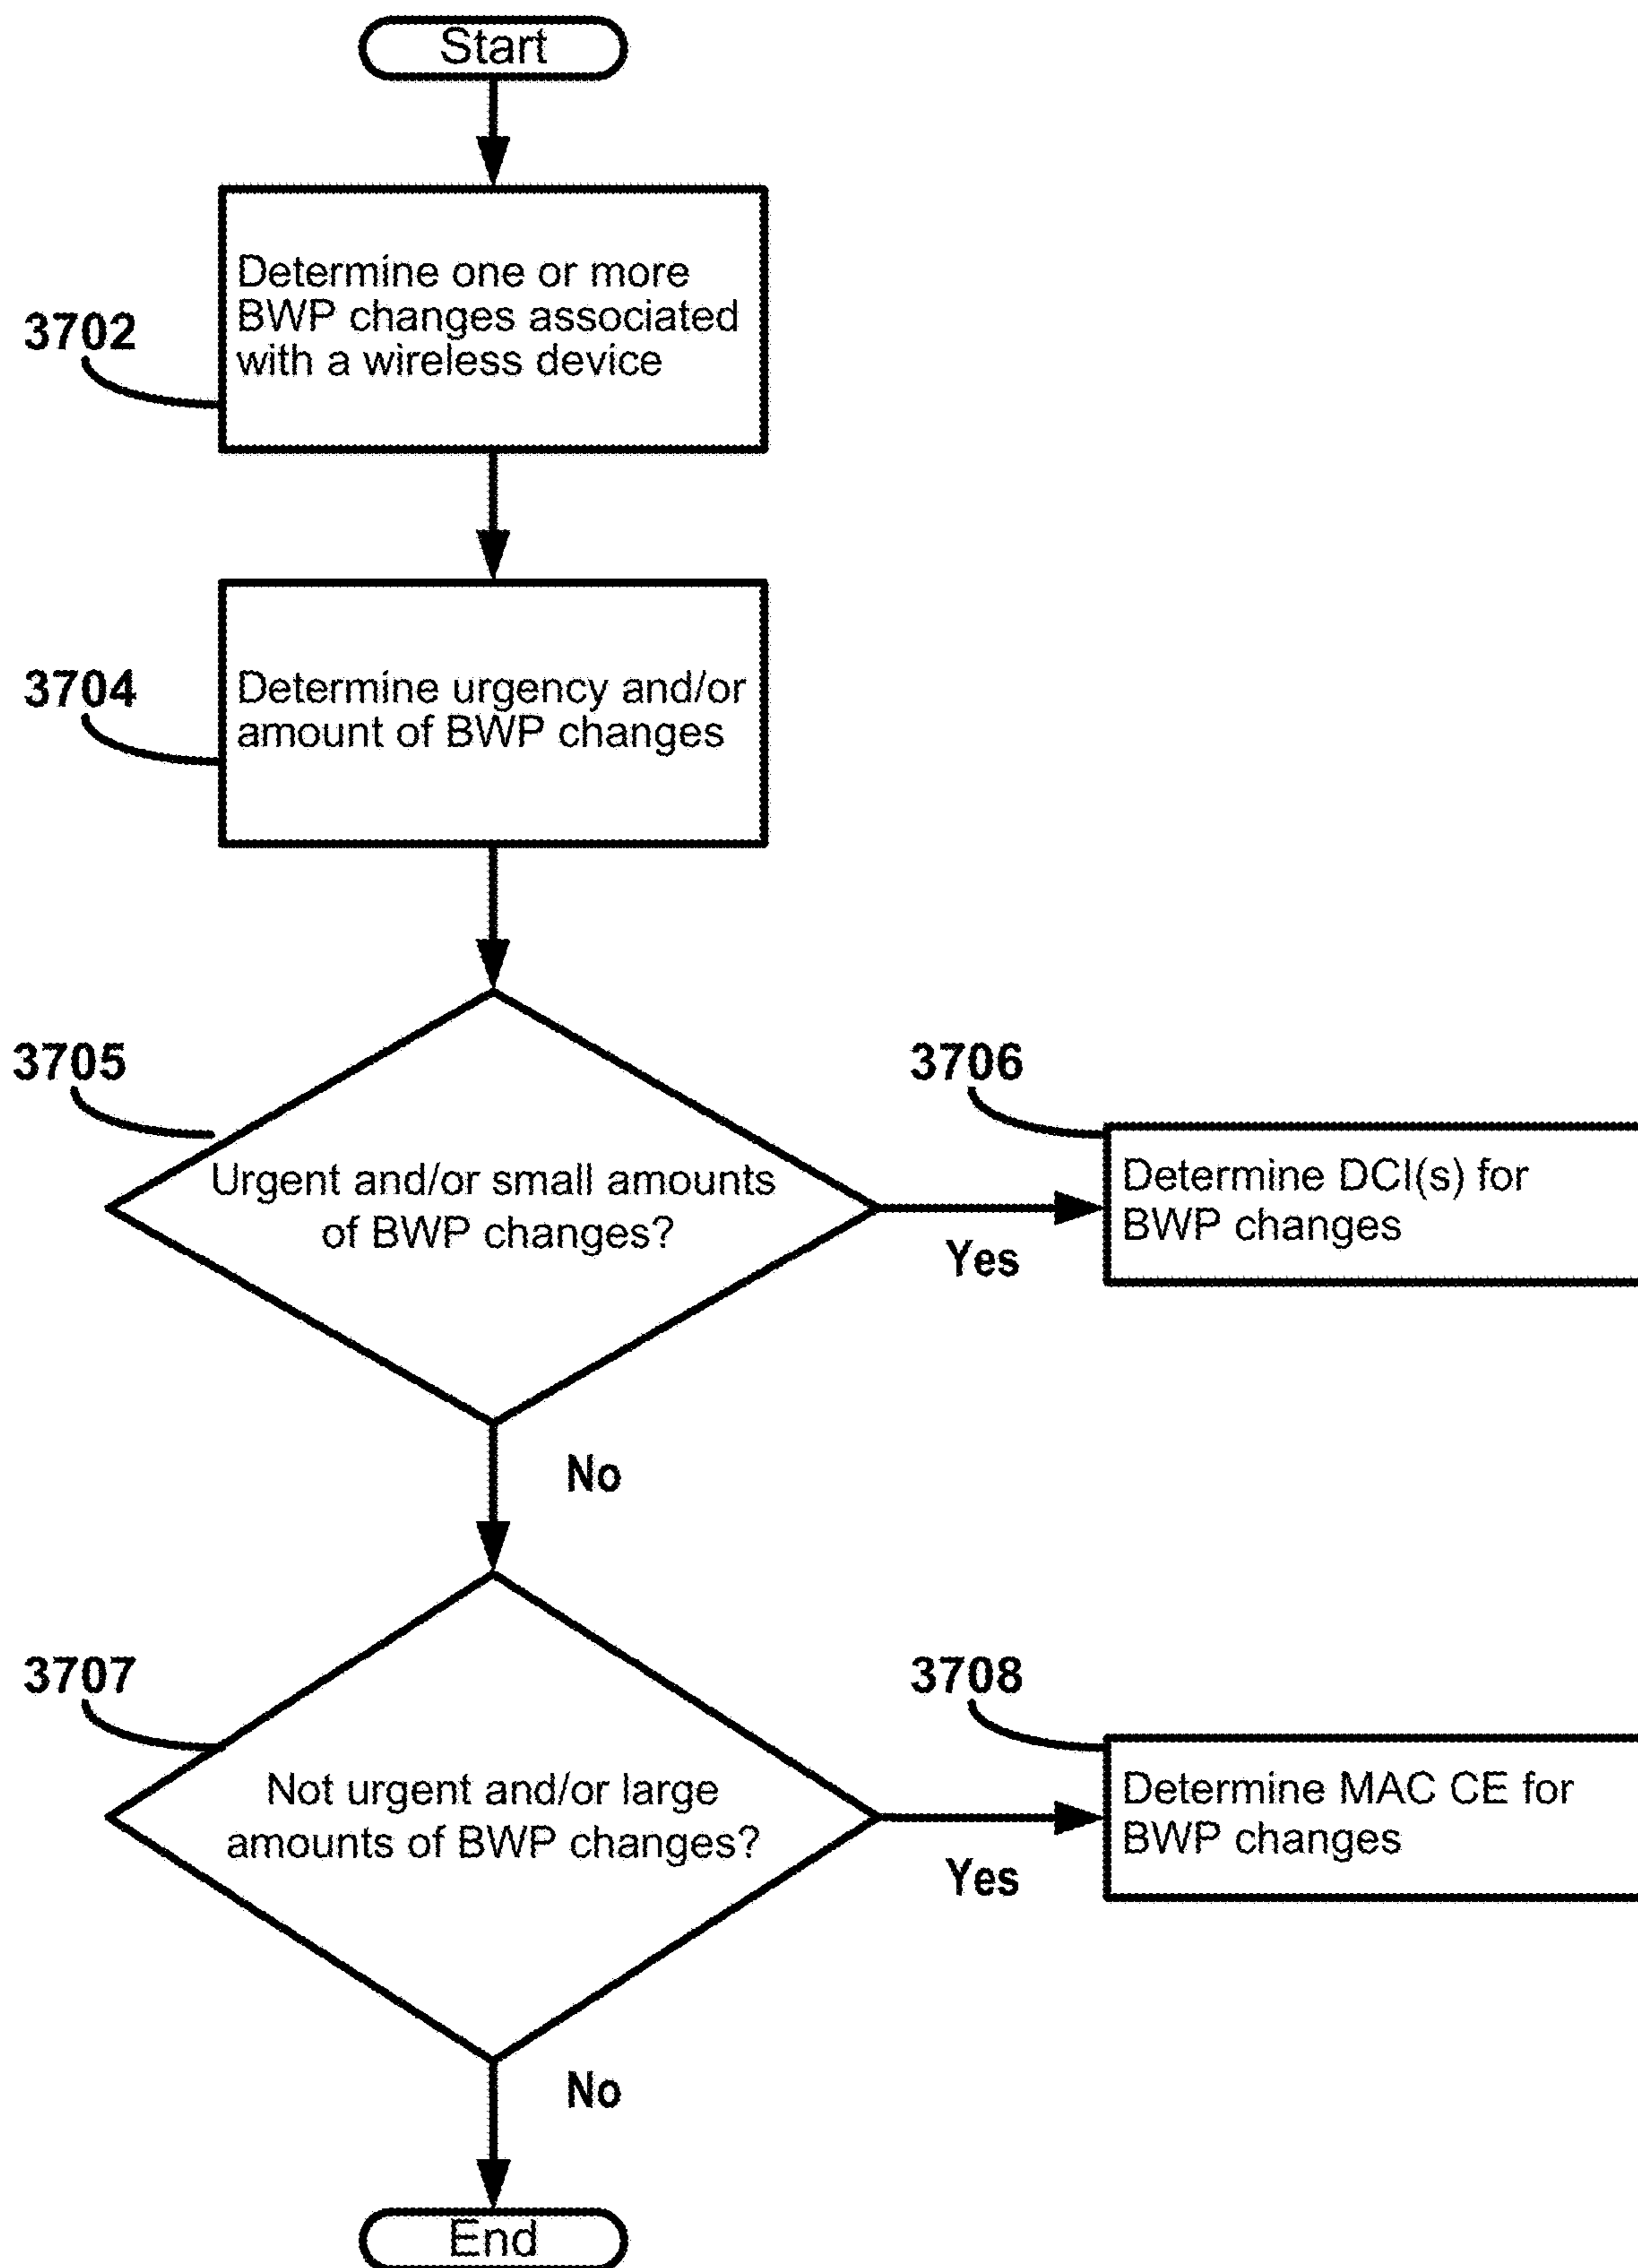 Start
3702
Determine one or more
BWP changes associated
with a wireless device
3704
Determine urgency and/or
amount of BWP changes
3705
Urgent and/or small amounts
of BWP changes?
Yes
3706
Determine DCI(s) for
BWP changes
No
3707
Not urgent and/or large
amounts of BWP changes?
Yes
3708
Determine MAC CE for
BWP changes
No
End